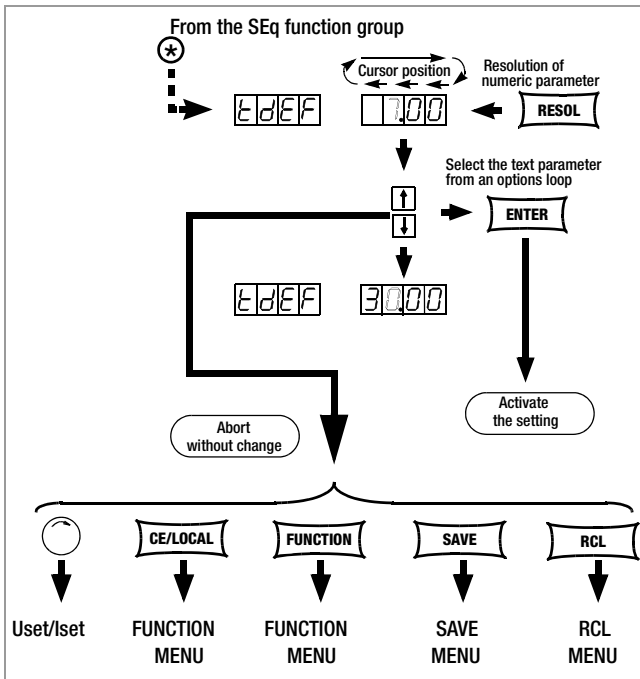 From the SEq function group
*
Cursor position
Resolution of
numeric parameter
tdEF
7.00
RESOL
Select the text parameter
from an options loop
ENTER
tdEF
30.00
Abort
without change
Activate
the setting
CE/LOCAL
FUNCTION
SAVE
RCL
Uset/Iset
FUNCTION
MENU
FUNCTION
MENU
SAVE
MENU
RCL
MENU